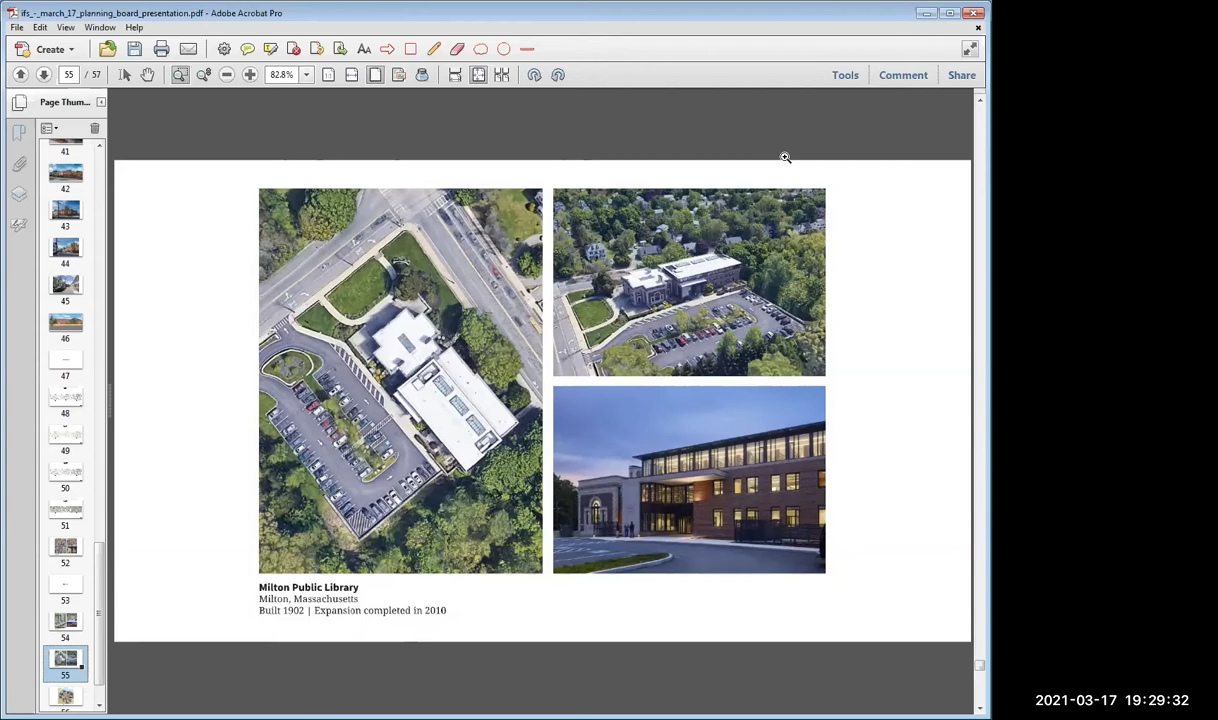 ifs_-_march_17_planning_board_presentation.pdf - Adobe Acrobat Pro
File Edit View Window Help
Create
55 / 57 82.8% Tools Comment Share
Page Thum...
41
42
43
44
45
46
47
48
49
50
51
52
53
54
55
Milton Public Library
Milton, Massachusetts
Built 1902 | Expansion completed in 2010
2021-03-17 19:29:32